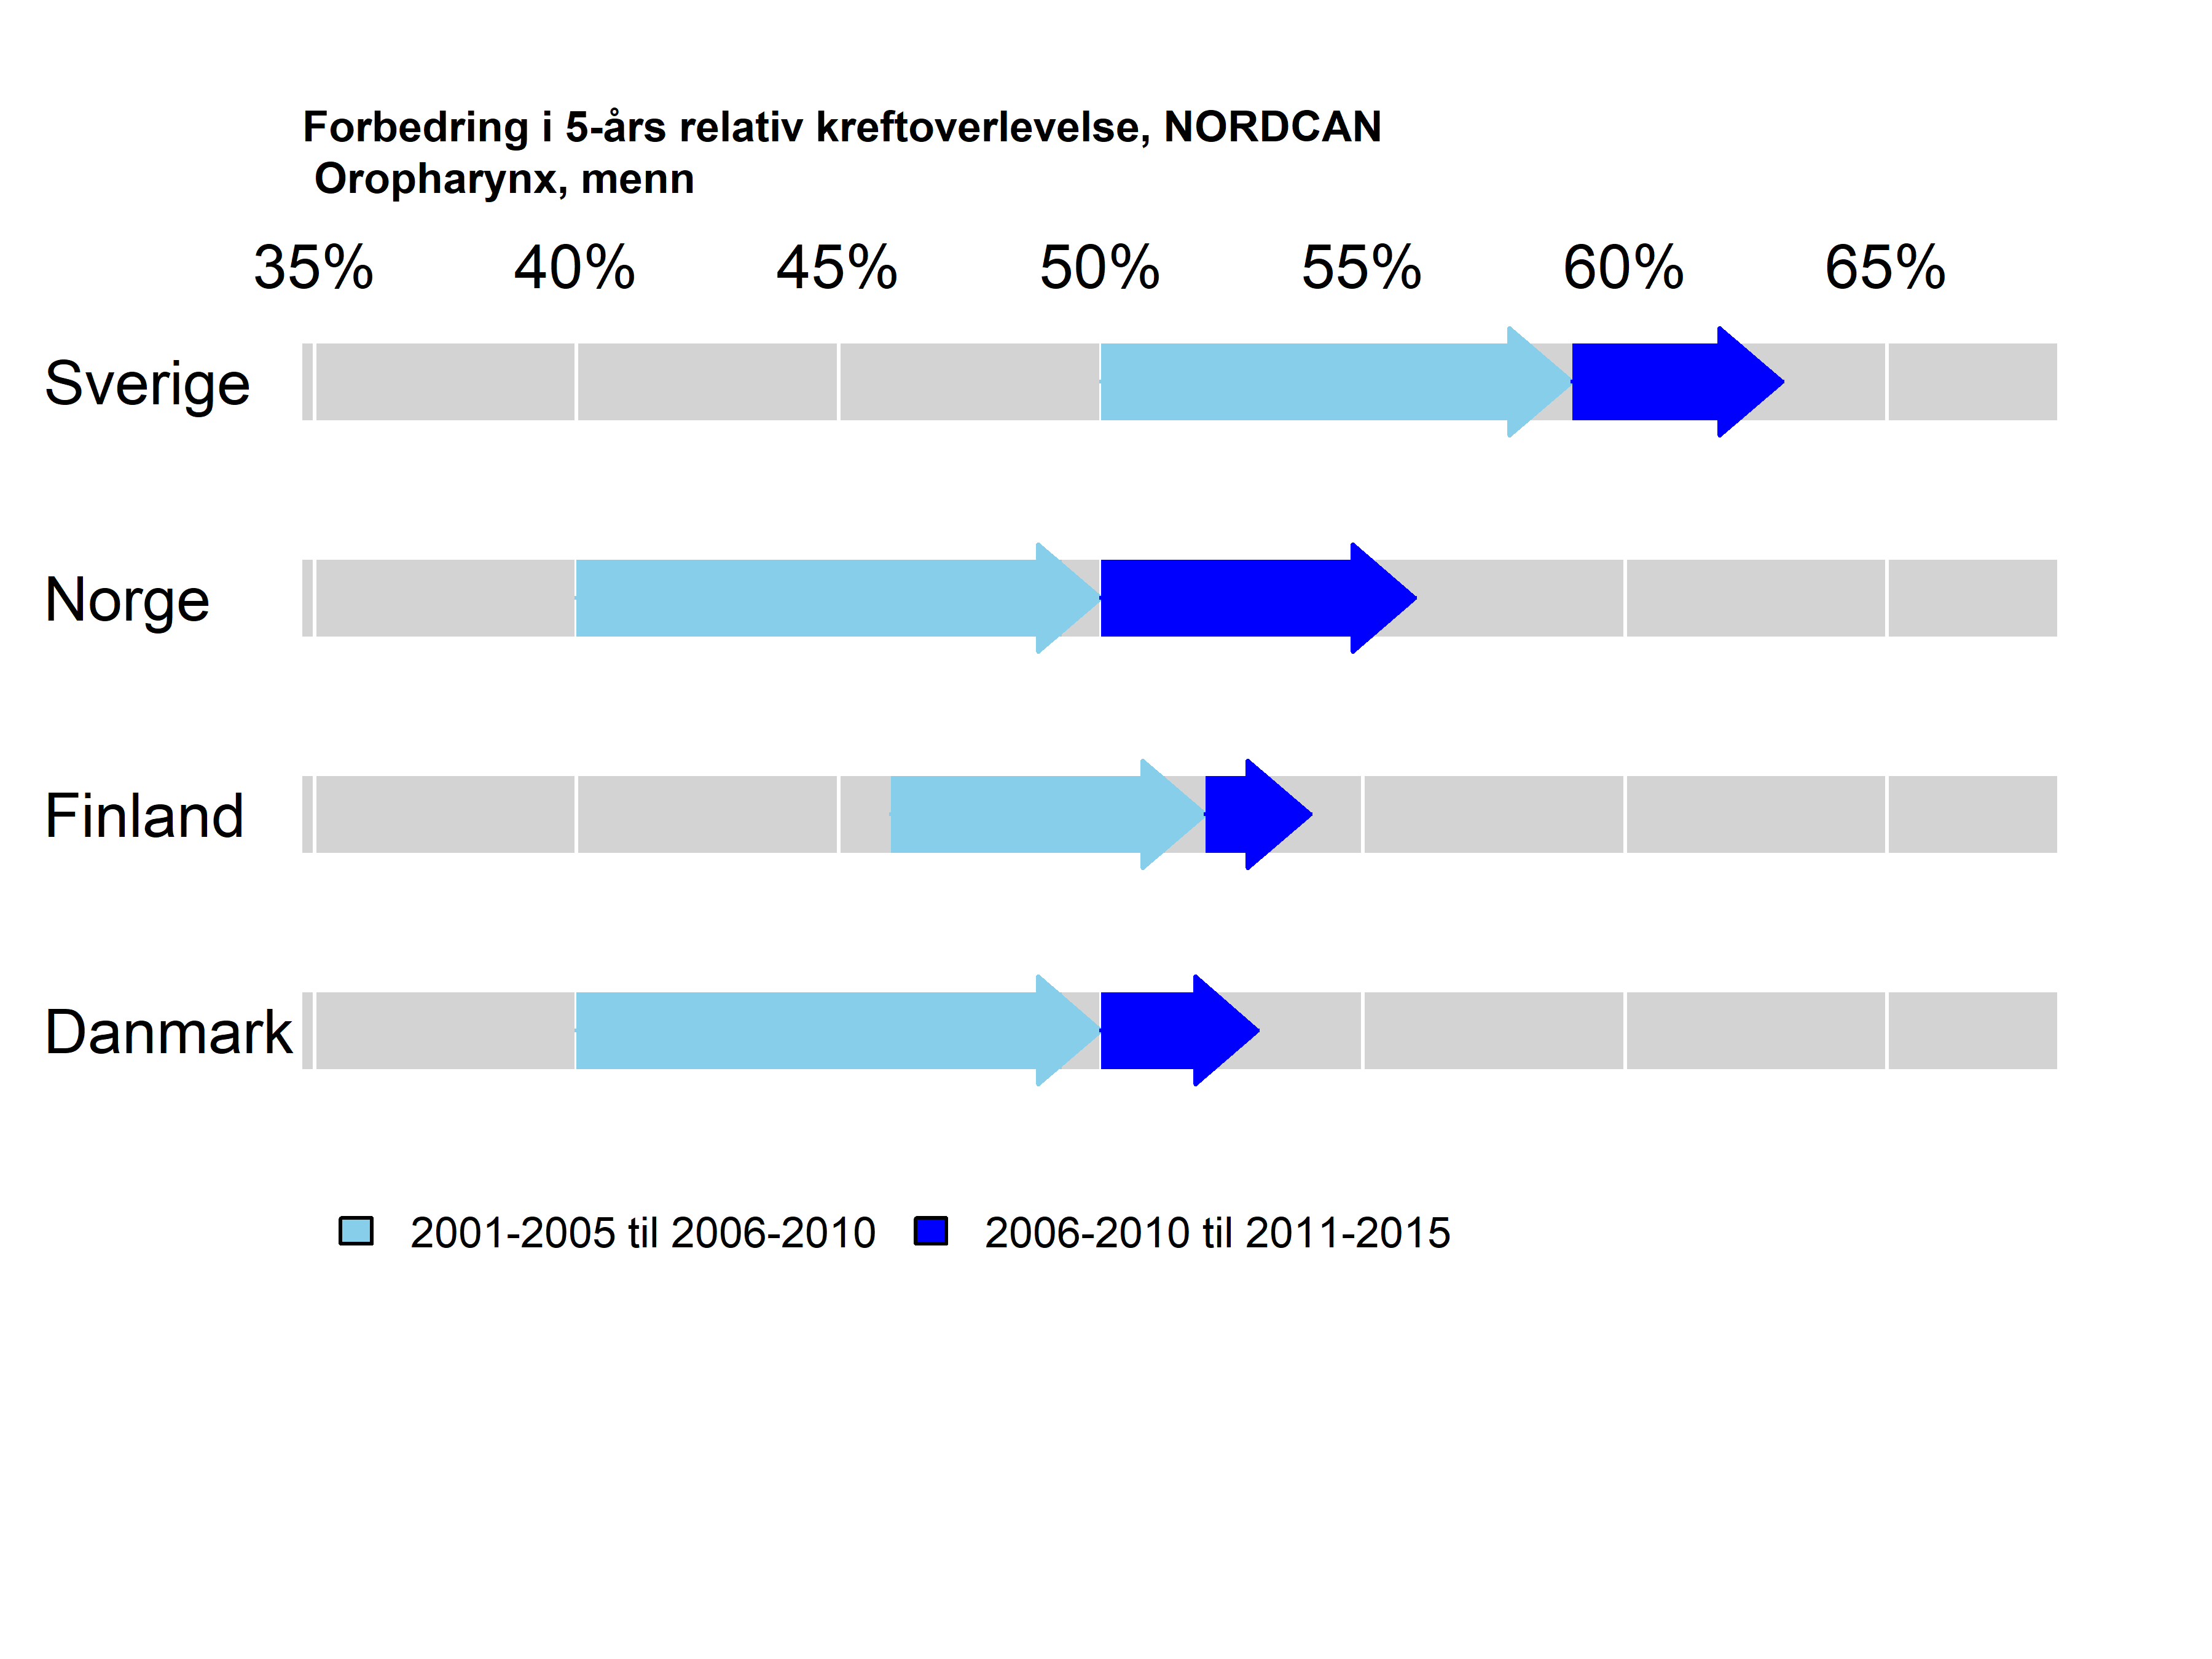 Forbedring i 5-års relativ kreftoverlevelse, NORDCAN
Oropharynx, menn
35% 40% 45% 50% 55% 60% 65%
Sverige
Norge
Finland
Danmark
2001-2005 til 2006-2010 2006-2010 til 2011-2015